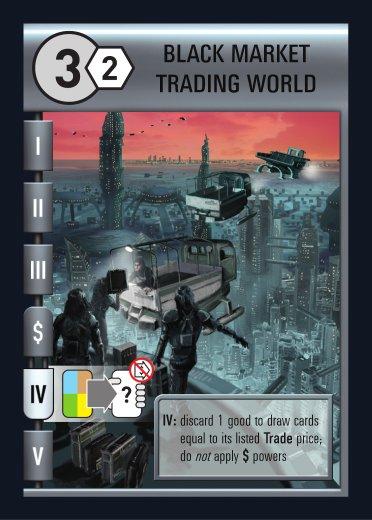 3
2
BLACK MARKET
TRADING WORLD
I
II
III
$
IV
?
V
IV: discard 1 good to draw cards
equal to its listed Trade price;
do not apply $ powers